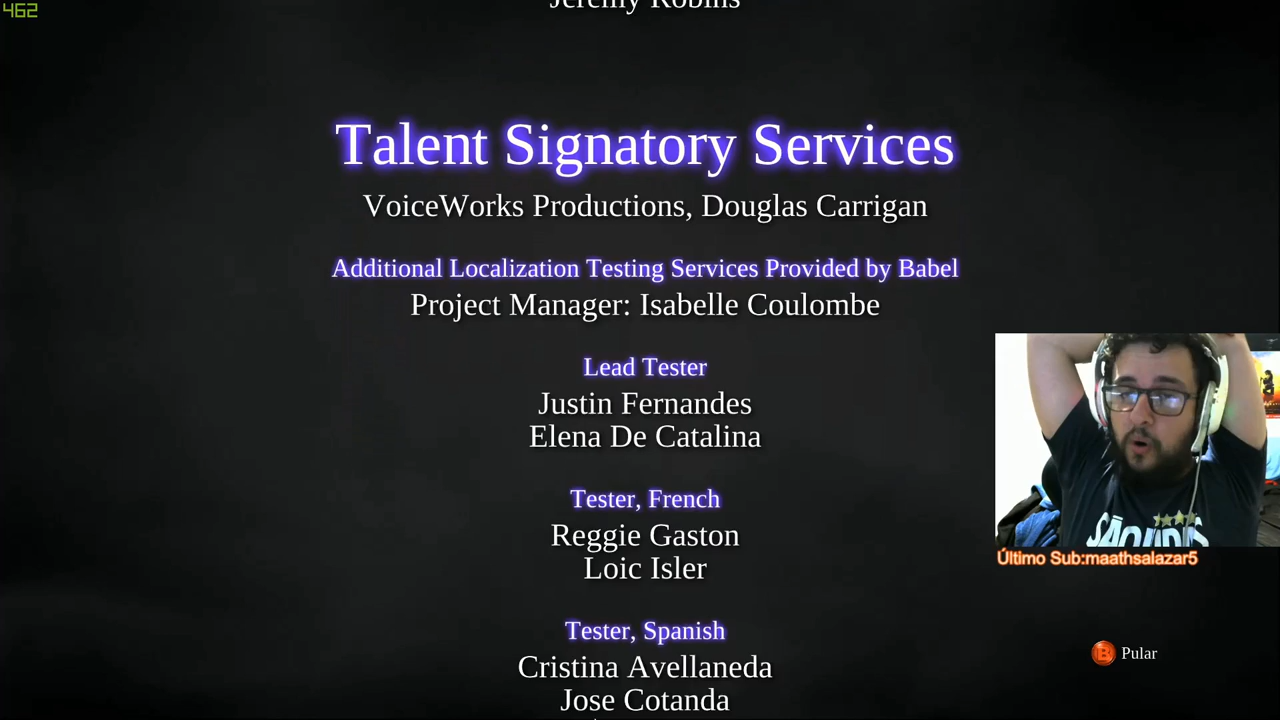 462
Jeremy Robins
Talent Signatory Services
VoiceWorks Productions, Douglas Carrigan
Additional Localization Testing Services Provided by Babel
Project Manager: Isabelle Coulombe
Lead Tester
Justin Fernandes
Elena De Catalina
Tester, French
Reggie Gaston
Loic Isler
Último Sub:maathsalazar5
Tester, Spanish
B Pular
Cristina Avellaneda
Jose Cotanda